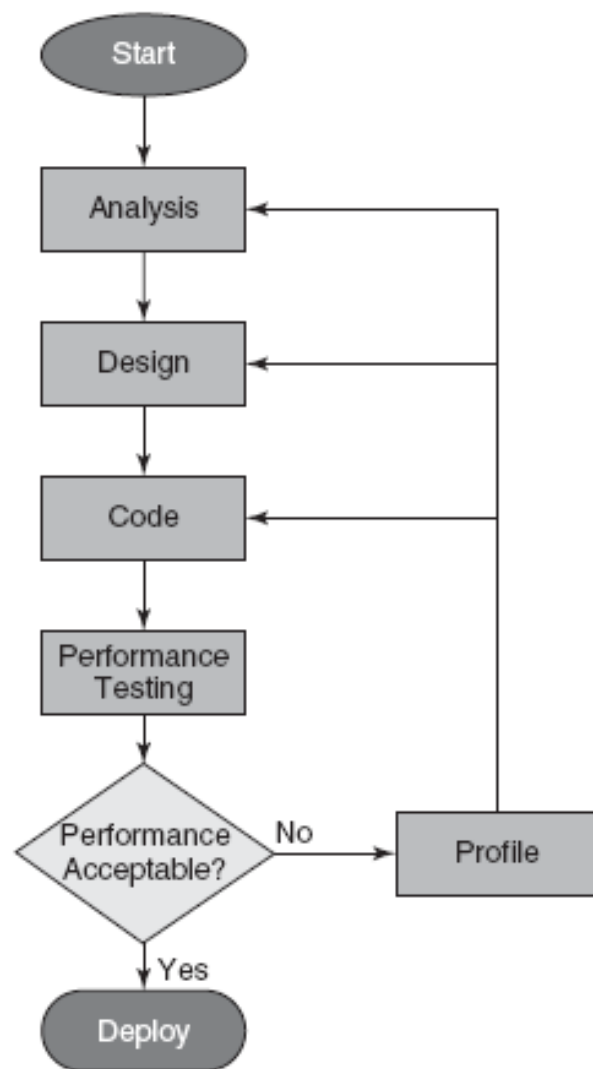 Start
Analysis
Design
Code
Performance
Testing
Performance
Acceptable?
No
Profile
Yes
Deploy